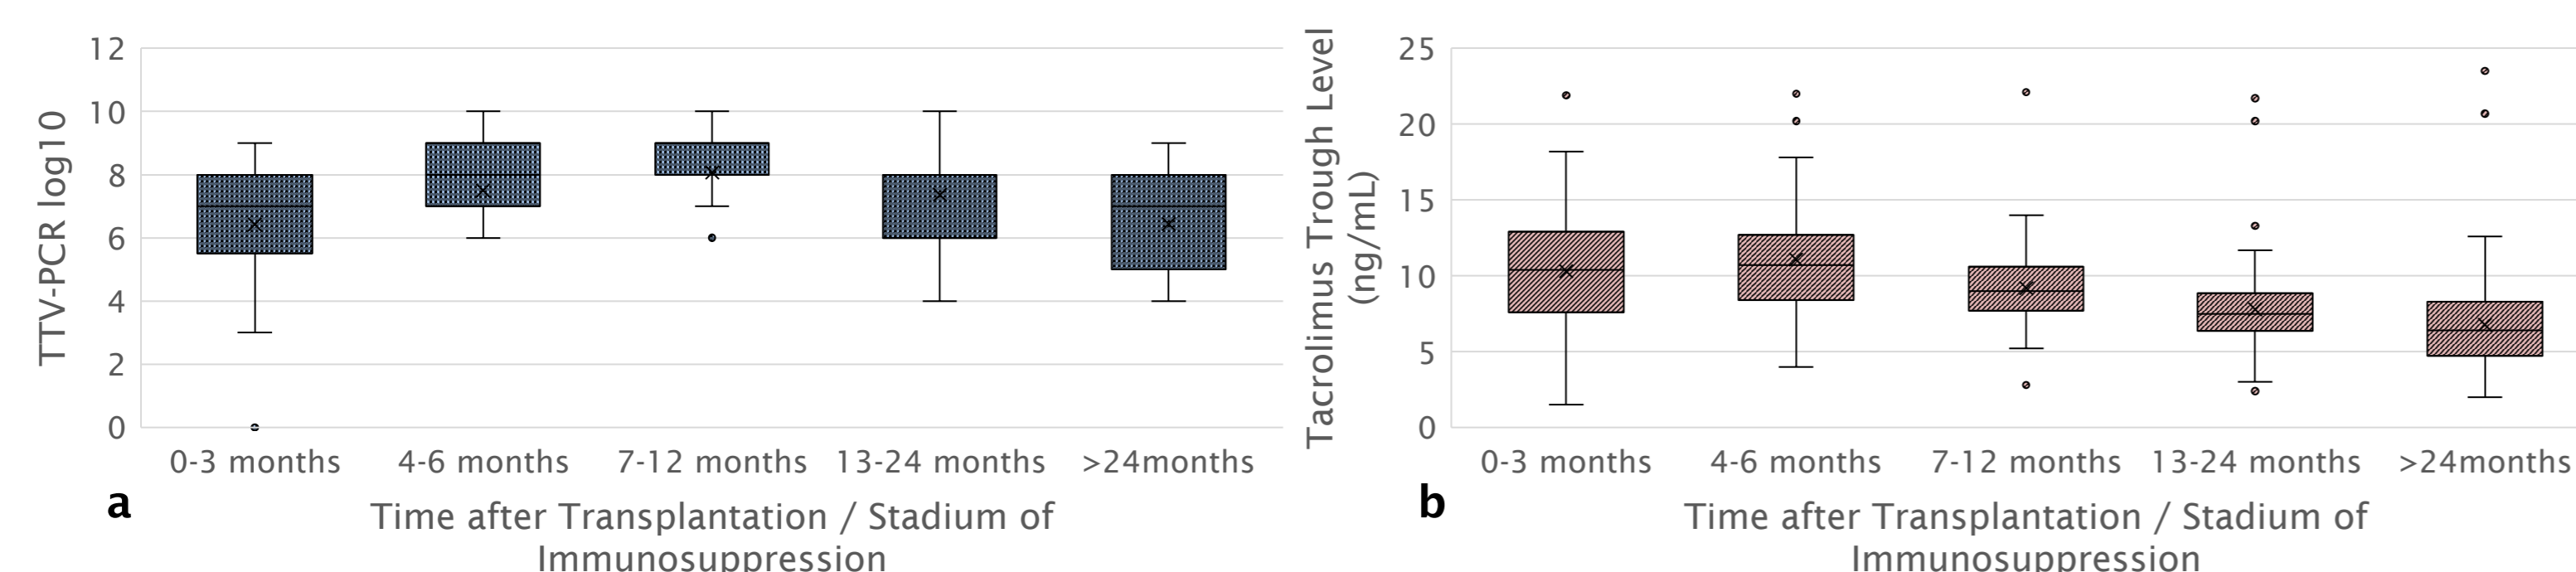 TTV-PCR log10
12
10
8
6
4
2
0
0-3 months
4-6 months
7-12 months
13-24 months
>24months
a
Time after Transplantation / Stadium of
Immunosuppression
Tacrolimus Trough Level
(ng/mL)
25
20
15
10
5
0
0-3 months
4-6 months
7-12 months
13-24 months
>24months
b
Time after Transplantation / Stadium of
Immunosuppression